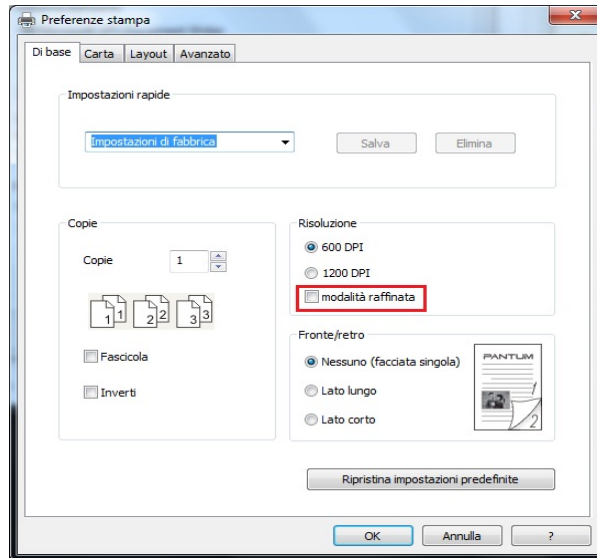 Preferenze stampa
Di base Carta Layout Avanzato
Impostazioni rapide
Impostazioni di fabbrica Salva Elimina
Copie
Copie 1
1 1 2 2 3 3
Fascicola
Inverti
Risoluzione
600 DPI
1200 DPI
modalità raffinata
Fronte/retro
Nessuno (facciata singola)
Lato lungo
Lato corto
PANTUM
1
2
Ripristina impostazioni predefinite
OK Annulla ?